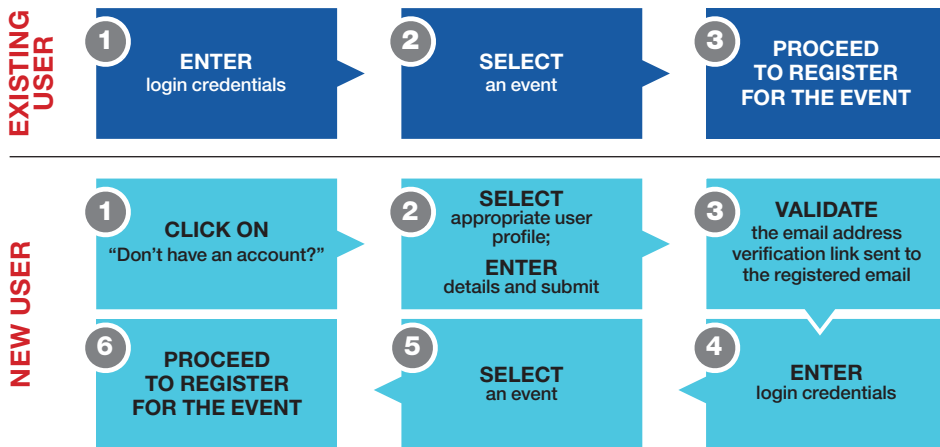 EXISTING
USER
1
ENTER
login credentials
2
SELECT
an event
3
PROCEED
TO REGISTER
FOR THE EVENT
NEW USER
1
CLICK ON
“Don’t have an account?”
2
SELECT
appropriate user
profile;
ENTER
details and submit
3
VALIDATE
the email address
verification link sent to
the registered email
4
ENTER
login credentials
5
SELECT
an event
6
PROCEED
TO REGISTER
FOR THE EVENT